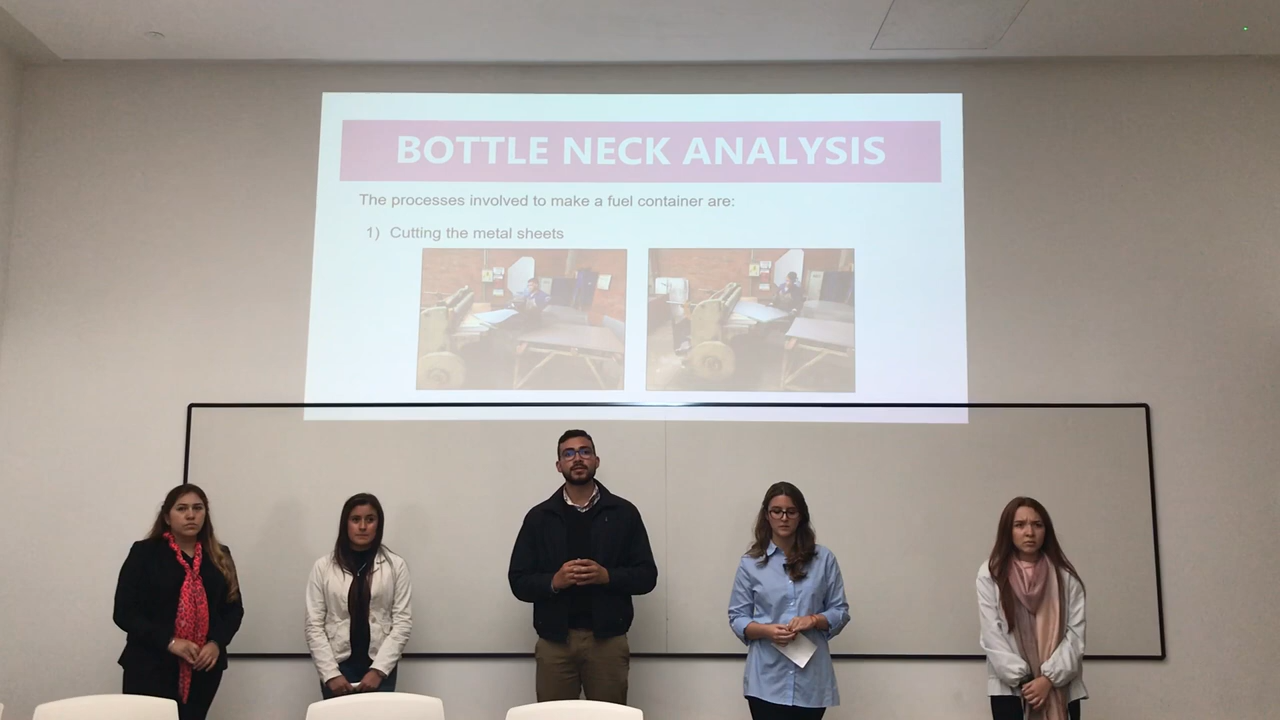 BOTTLE NECK ANALYSIS
The processes involved to make a fuel container are:
1) Cutting the metal sheets